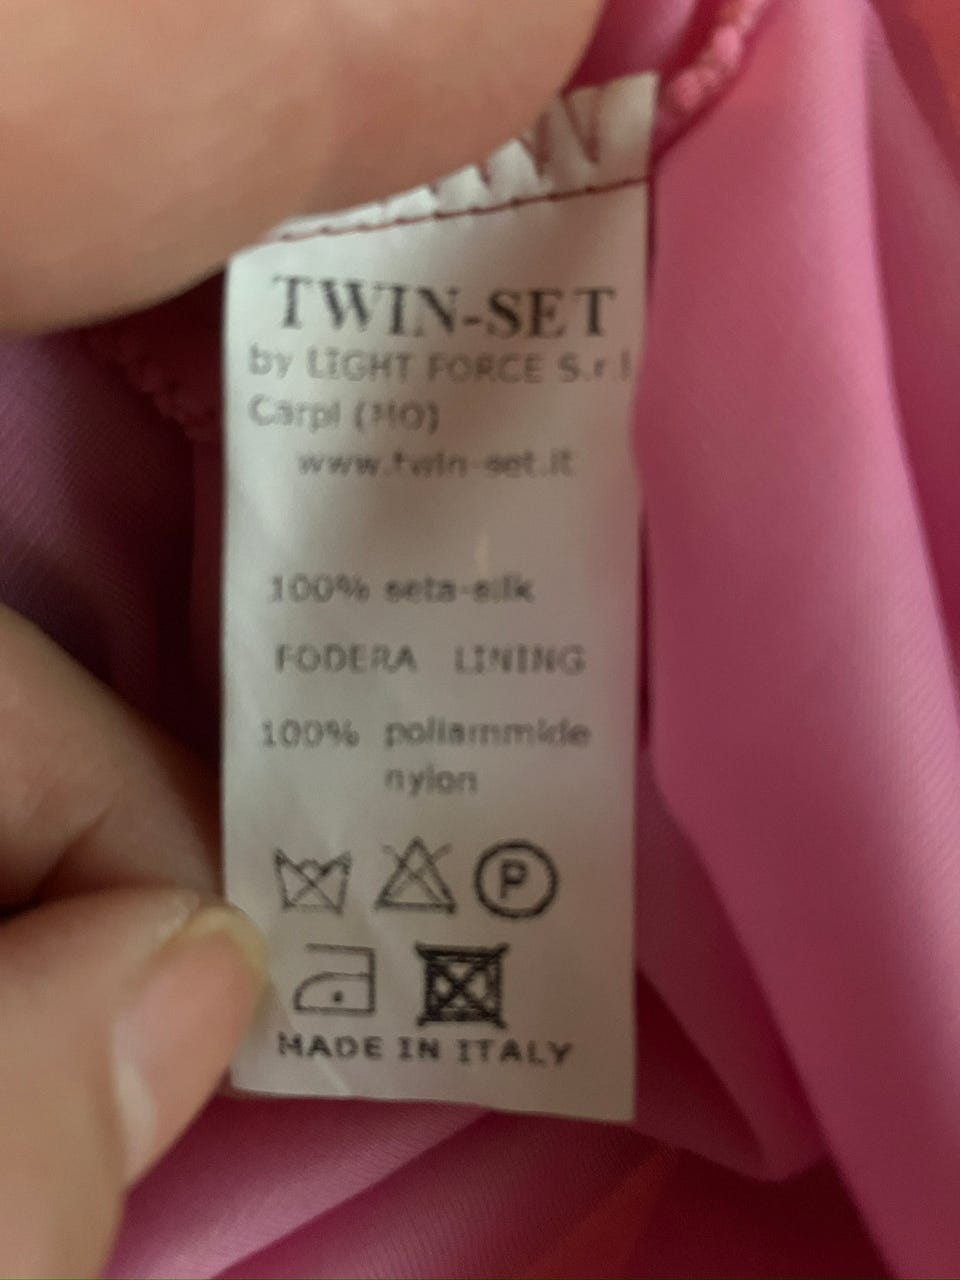 TWIN-SET
by LIGHT FORCE S.r.l
Carpi (MO)
www.twin-set.it
100% seta-silk
FODERA LINING
100% poliammide
nylon
P
MADE IN ITALY